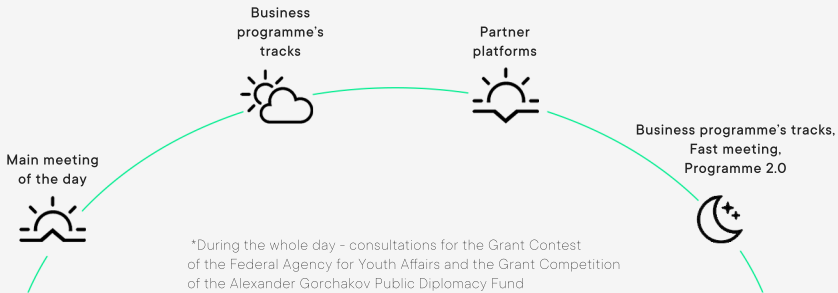 Business
programme's
tracks
Partner
platforms
Business programme's tracks,
Fast meeting,
Programme 2.0
Main meeting
of the day
*During the whole day - consultations for the Grant Contest
of the Federal Agency for Youth Affairs and the Grant Competition
of the Alexander Gorchakov Public Diplomacy Fund